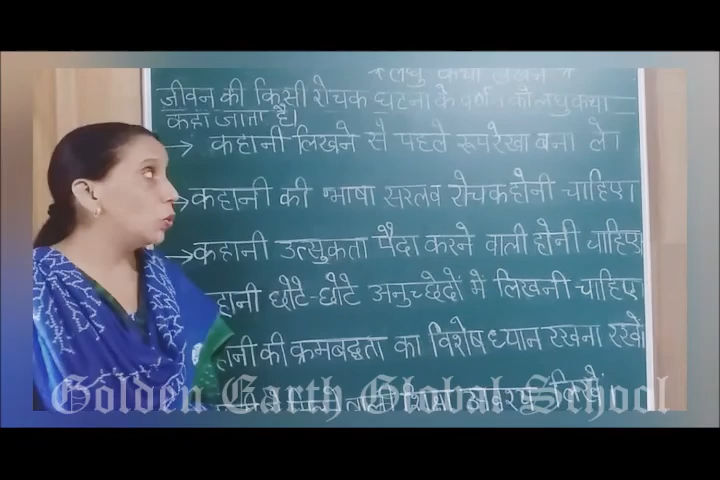 लघु कथा लेखन
जीवन की किसी रोचक घटना के वर्णन को लघुकथा
कहा जाता है।
→ कहानी लिखने से पहले रूपरेखा बना ले।
→ कहानी की भाषा सरल व रोचक होनी चाहिए।
→ कहानी उत्सुकता पैदा करने वाली होनी चाहिए
हानी छोटे-छोटे अनुच्छेदों में लिखनी चाहिए
नी की क्रमबद्धता का विशेष ध्यान रखना रखे
वाली शिक्षा अवश्य लिखें।
Golden Earth Global School